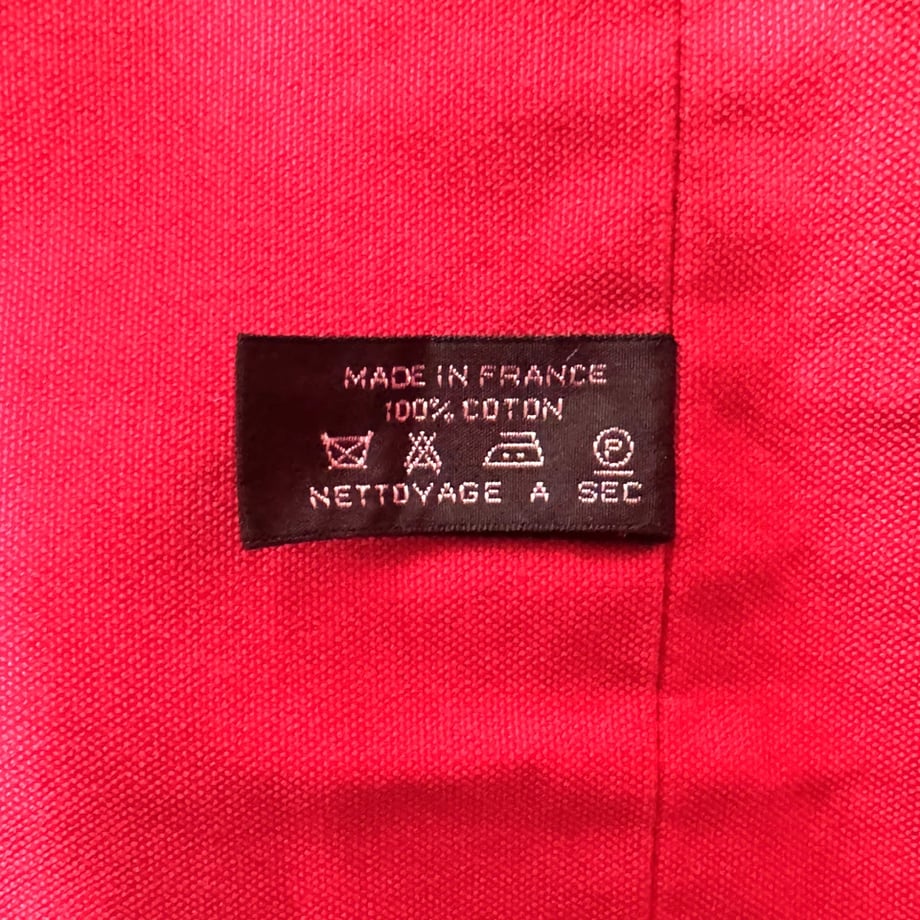 MADE IN FRANCE
100% COTON
P
NETTOYAGE A SEC